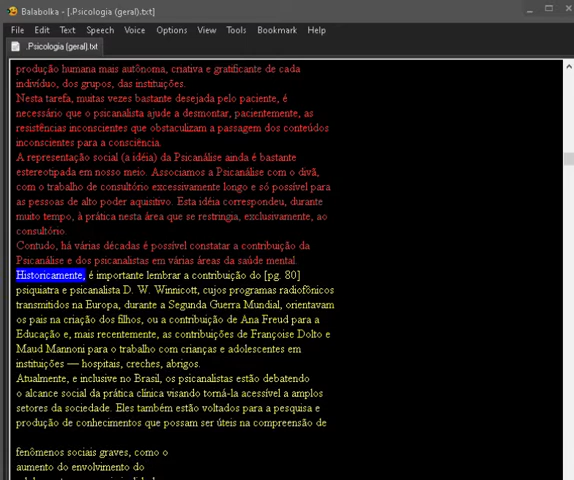 Balabolka - [.Psicologia (geral).txt]
File Edit View Speech Voice Options Tools Bookmark Help
.Psicologia (geral).txt
produção humana mais autônoma, criativa e gratificante de cada
indivíduo, dos grupos, das instituições.
Nesta tarefa, muitas vezes bastante desejada pelo paciente, é
necessário que o psicanalista ajude a desmontar, pacientemente, as
resistências inconscientes que obstaculizam a passagem dos conteúdos
inconscientes para a consciência.
A representação social (a idéia) da Psicanálise ainda é bastante
estereotipada em nosso meio. Associamos a Psicanálise com o divã,
com o trabalho de consultório excessivamente longo e só possível para
as pessoas de alto poder aquisitivo. Esta idéia correspondeu, durante
muito tempo, à prática nesta área que se restringia, exclusivamente, ao
consultório.
Contudo, há várias décadas é possível constatar a contribuição da
Psicanálise e dos psicanalistas em várias áreas da saúde mental.
Historicamente, é importante lembrar a contribuição do [pg. 80]
psiquiatra e psicanalista D. W. Winnicott, cujos programas radiofônicos
transmitidos na Europa, durante a Segunda Guerra Mundial, orientavam
os pais na criação dos filhos, ou a contribuição de Ana Freud para a
Educação e, mais recentemente, as contribuições de Françoise Dolto e
Maud Mannoni para o trabalho com crianças e adolescentes em
instituições — hospitais, creches, abrigos.
Atualmente, e inclusive no Brasil, os psicanalistas estão debatendo
o alcance social da prática clínica visando torná-la acessível a amplos
setores da sociedade. Eles também estão voltados para a pesquisa e
produção de conhecimentos que possam ser úteis na compreensão de
fenômenos sociais graves, como o
aumento do envolvimento do